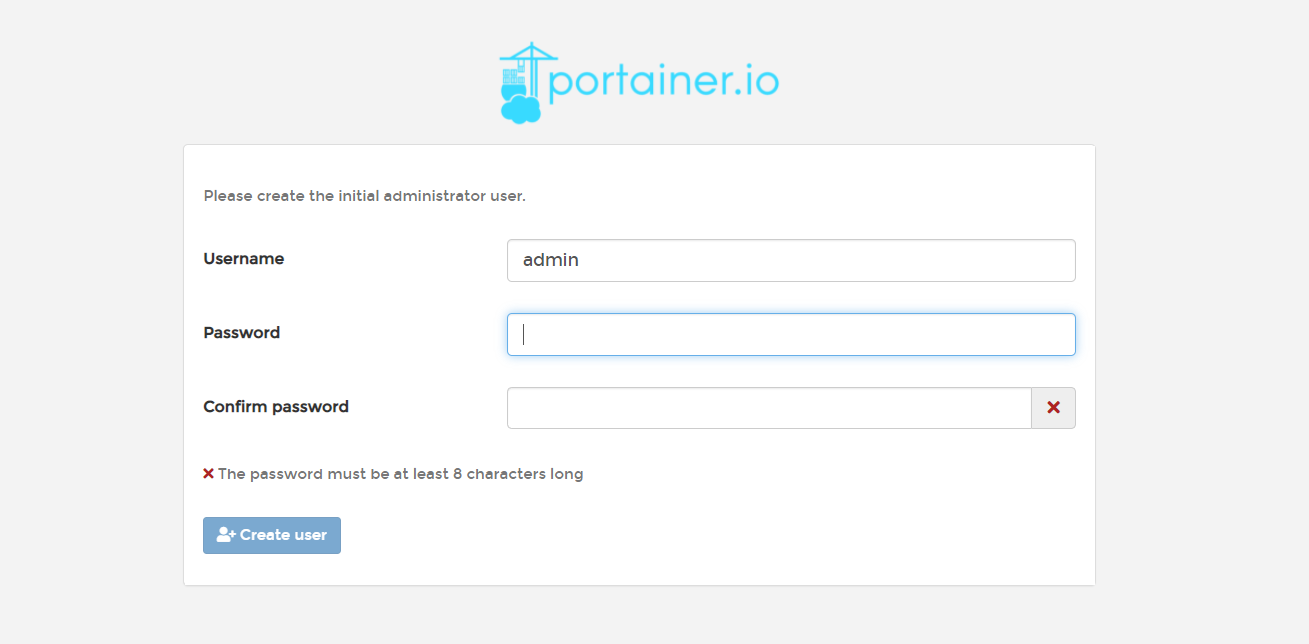 portainer.io
Please create the initial administrator user.
Username
admin
Password
Confirm password
The password must be at least 8 characters long
Create user